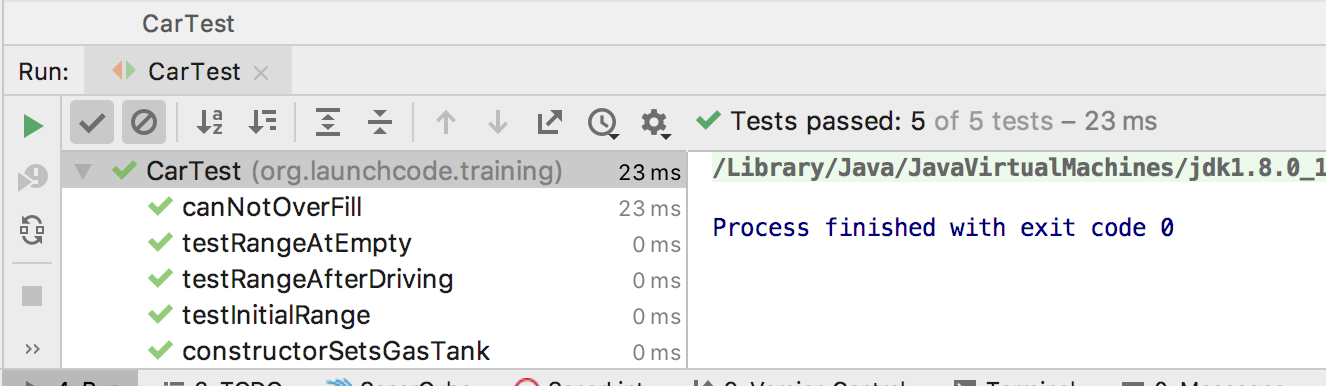 CarTest
Run: CarTest
Tests passed: 5 of 5 tests – 23 ms
CarTest (org.launchcode.training) 23 ms
canNotOverFill 23 ms
testRangeAtEmpty 0 ms
testRangeAfterDriving 0 ms
testInitialRange 0 ms
constructorSetsGasTank 0 ms
/Library/Java/JavaVirtualMachines/jdk1.8.0_1
Process finished with exit code 0
Terminal